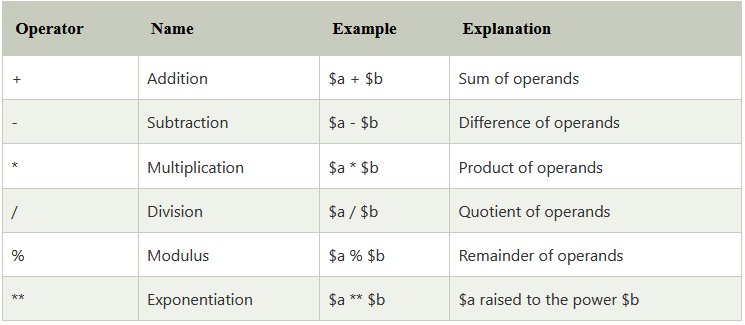 Operator Name Example Explanation
+ Addition $a + $b Sum of operands
- Subtraction $a - $b Difference of operands
* Multiplication $a * $b Product of operands
/ Division $a / $b Quotient of operands
% Modulus $a % $b Remainder of operands
** Exponentiation $a ** $b $a raised to the power $b